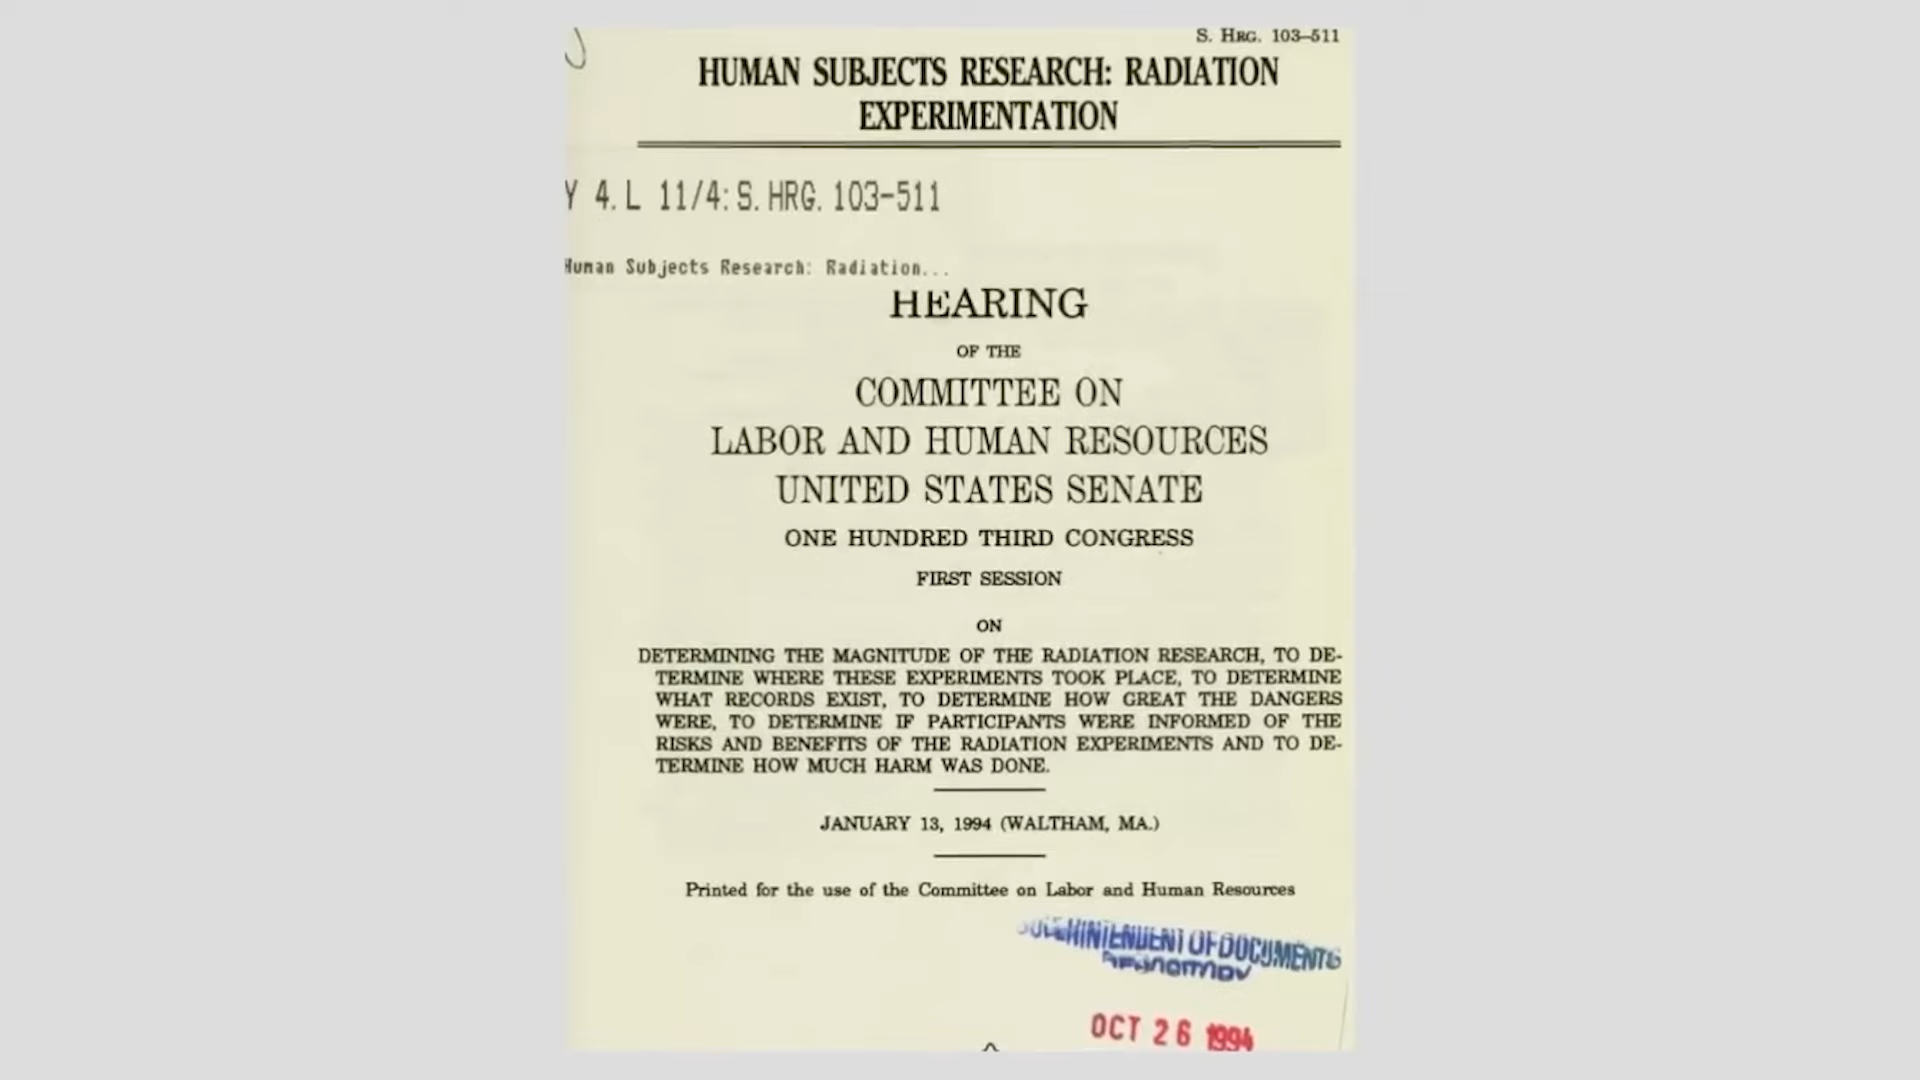 S. HRG. 103–511
HUMAN SUBJECTS RESEARCH: RADIATION
EXPERIMENTATION
Y 4. L 11/4: S. HRG. 103-511
Human Subjects Research: Radiation...
HEARING
OF THE
COMMITTEE ON
LABOR AND HUMAN RESOURCES
UNITED STATES SENATE
ONE HUNDRED THIRD CONGRESS
FIRST SESSION
ON
DETERMINING THE MAGNITUDE OF THE RADIATION RESEARCH, TO DE-
TERMINE WHERE THESE EXPERIMENTS TOOK PLACE, TO DETERMINE
WHAT RECORDS EXIST, TO DETERMINE HOW GREAT THE DANGERS
WERE, TO DETERMINE IF PARTICIPANTS WERE INFORMED OF THE
RISKS AND BENEFITS OF THE RADIATION EXPERIMENTS AND TO DE-
TERMINE HOW MUCH HARM WAS DONE.
JANUARY 13, 1994 (WALTHAM, MA.)
Printed for the use of the Committee on Labor and Human Resources
SUPERINTENDENT OF DOCUMENTS
OCT 26 1994